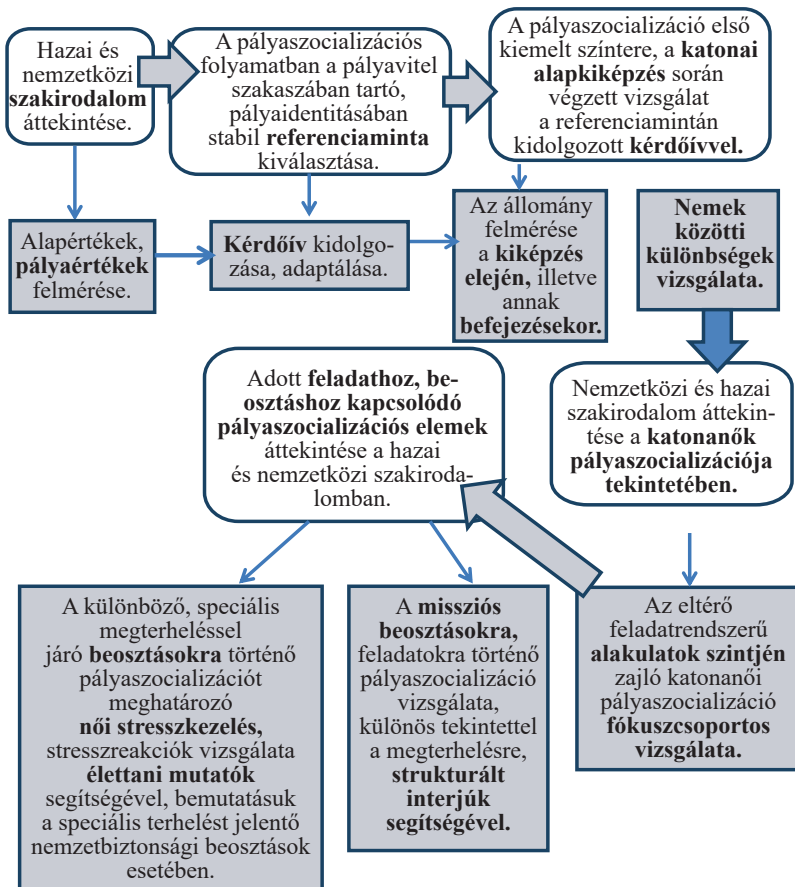 Hazai és
nemzetközi
szakirodalom
áttekintése.
A pályaszocializációs
folyamatban a pályavitel
szakaszában tartó,
pályaidentitásában
stabil referenciaminta
kiválasztása.
A pályaszocializáció első
kiemelt színtere, a katonai
alapkiképzés során
végzett vizsgálat
a referenciamintán
kidolgozott kérdőívvel.
Alapértékek,
pályaértékek
felmérése.
Kérdőív kidolgo-
zása, adaptálása.
Az állomány
felmérése
a kiképzés
elején, illetve
annak
befejezésekor.
Nemek
közötti
különbségek
vizsgálata.
Nemzetközi és hazai
szakirodalom áttekin-
tése a katonanők
pályaszocializációja
tekintetében.
Adott feladathoz, be-
osztáshoz kapcsolódó
pályaszocializációs elemek
áttekintése a hazai
és nemzetközi szakiroda-
lomban.
A különböző, speciális
megterheléssel
járó beosztásokra történő
pályaszocializációt
meghatározó
női stresszkezelés,
stresszreakciók vizsgálata
élettani mutatók
segítségével, bemutatásuk
a speciális terhelést jelentő
nemzetbiztonsági beosztások
esetében.
A missziós
beosztásokra,
feladatokra történő
pályaszocializáció
vizsgálata,
különös tekintettel
a megterhelésre,
strukturált
interjúk
segítségével.
Az eltérő
feladatrendszerű
alakulatok szintjén
zajló katonanői
pályaszocializáció
fókuszcsoportos
vizsgálata.